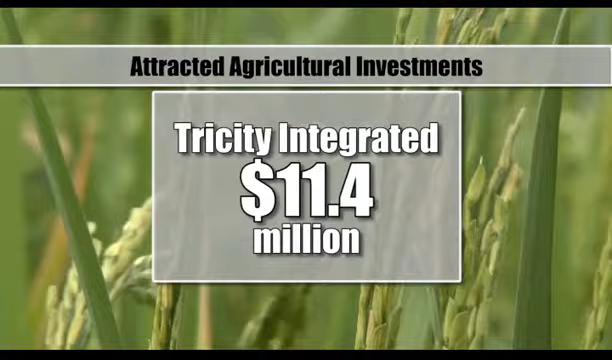 Attracted Agricultural Investments
Tricity Integrated
$11.4
million